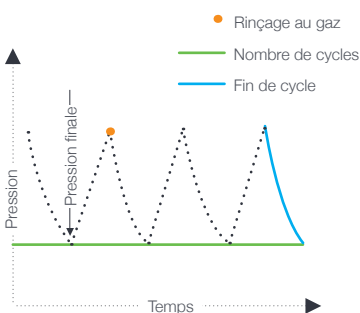 Rinçage au gaz
Nombre de cycles
Fin de cycle
Pression finale
Pression
Temps